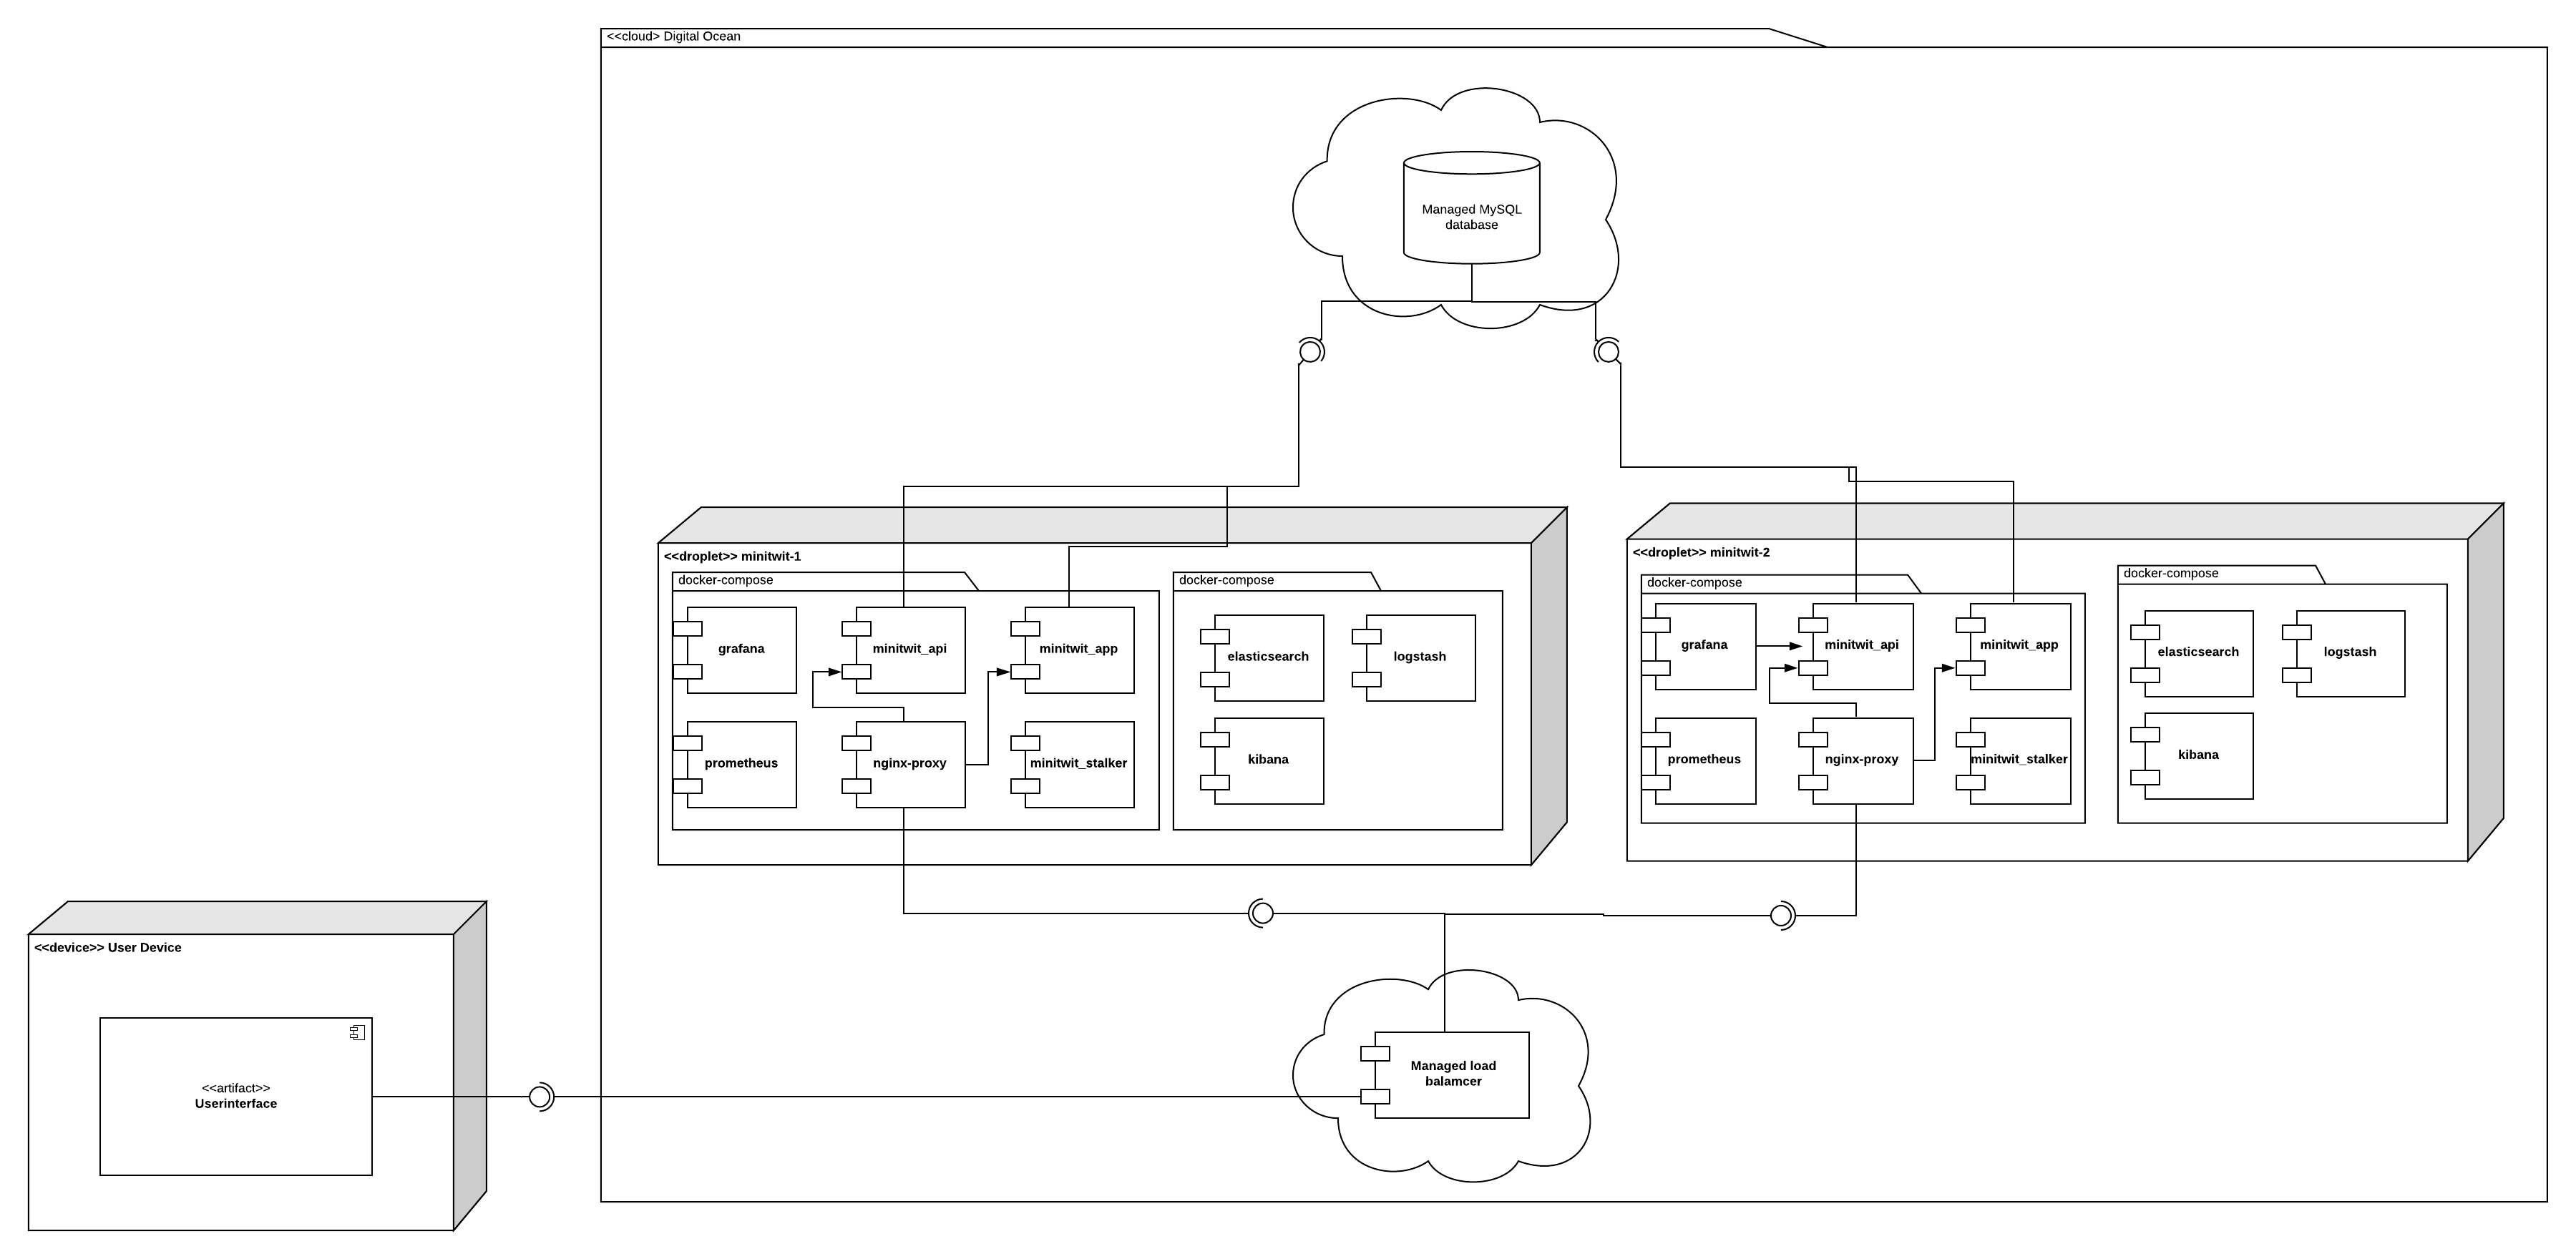 <<cloud> Digital Ocean
Managed MySQL
database
<<droplet>> minitwit-1
docker-compose
grafana
minitwit_api
minitwit_app
prometheus
nginx-proxy
minitwit_stalker
docker-compose
elasticsearch
logstash
kibana
<<droplet>> minitwit-2
docker-compose
grafana
minitwit_api
minitwit_app
prometheus
nginx-proxy
minitwit_stalker
docker-compose
elasticsearch
logstash
kibana
<<device>> User Device
<<artifact>>
Userinterface
Managed load
balamcer